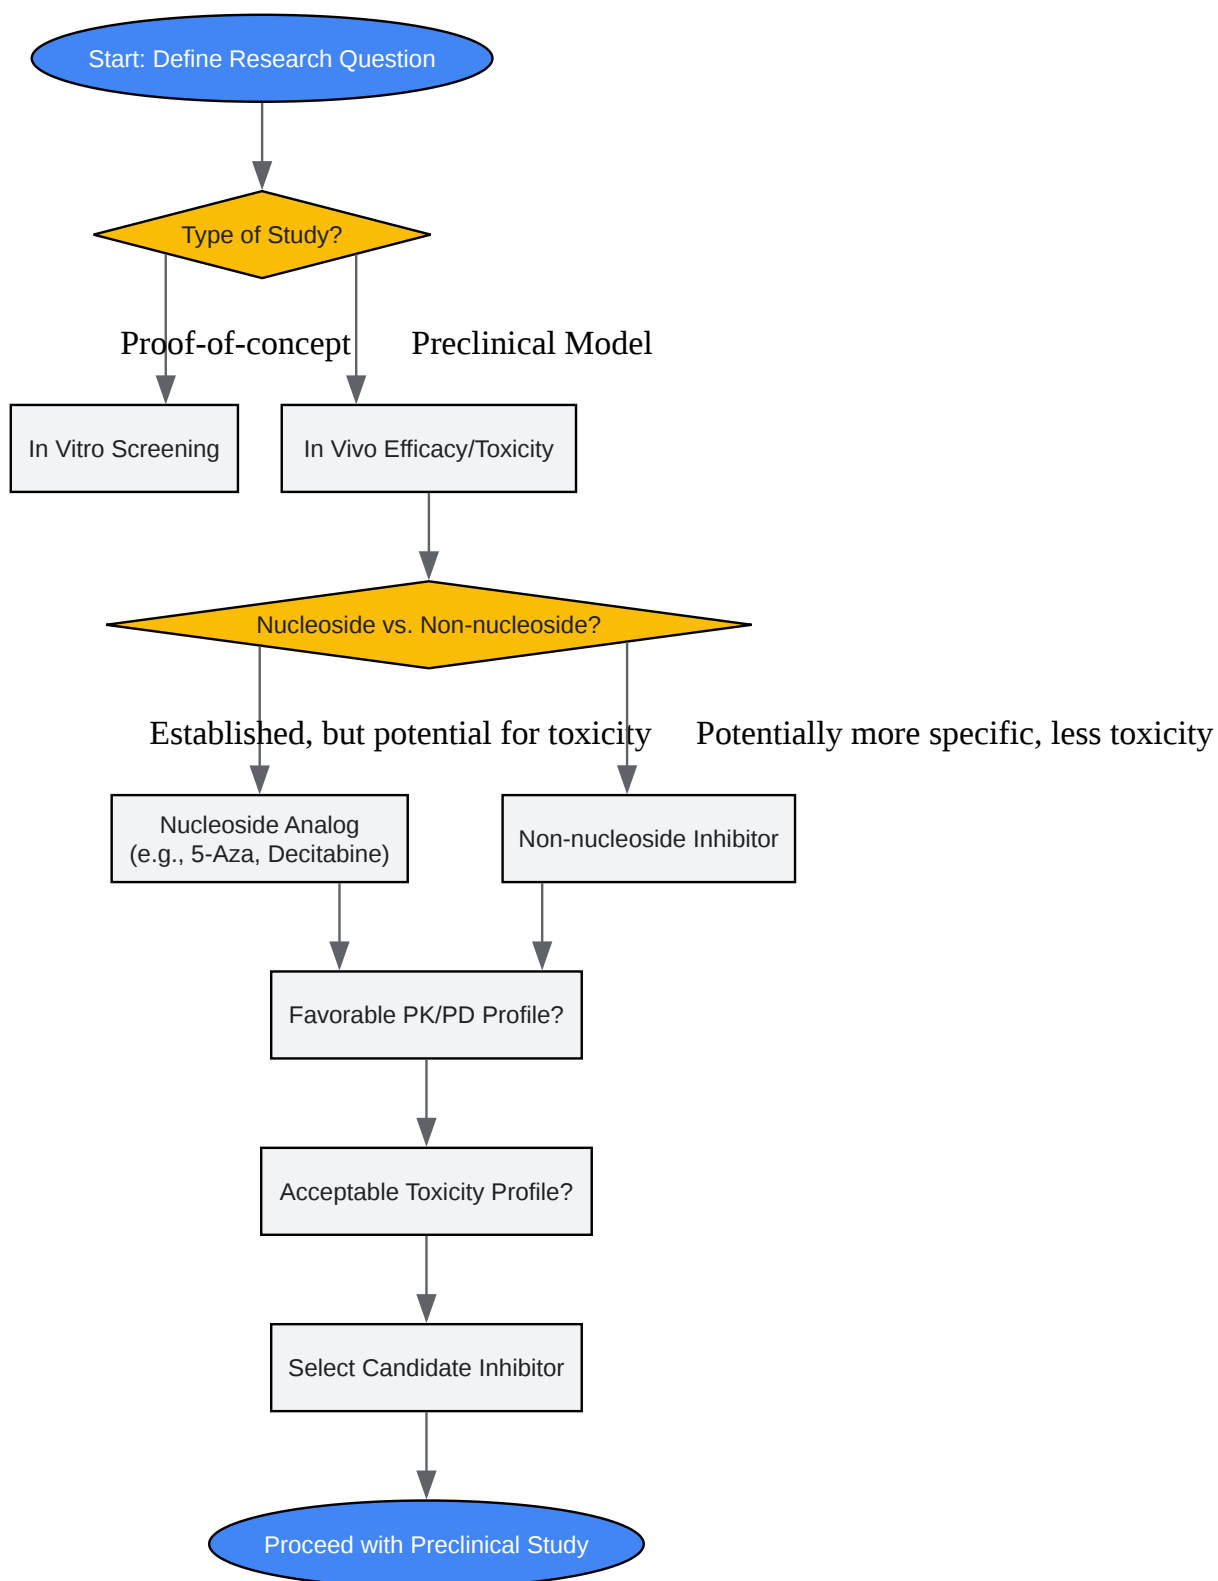 Start: Define Research Question
Type of Study?
Proof-of-concept
Preclinical Model
In Vitro Screening
In Vivo Efficacy/Toxicity
Nucleoside vs. Non-nucleoside?
Established, but potential for toxicity
Potentially more specific, less toxicity
Nucleoside Analog
(e.g., 5-Aza, Decitabine)
Non-nucleoside Inhibitor
Favorable PK/PD Profile?
Acceptable Toxicity Profile?
Select Candidate Inhibitor
Proceed with Preclinical Study